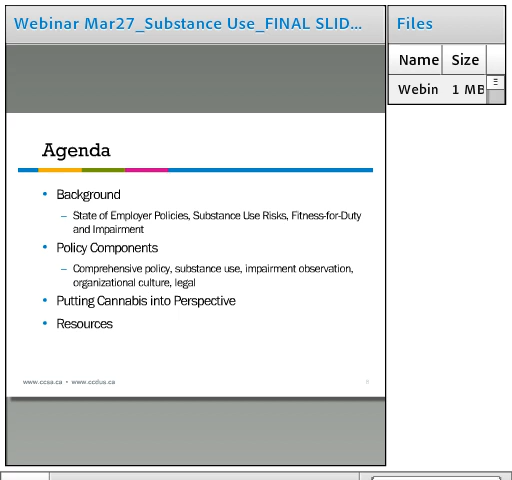 Webinar Mar27_Substance Use_FINAL SLID...
Files
Name Size
Webin 1 MB
Agenda
• Background
– State of Employer Policies, Substance Use Risks, Fitness-for-Duty
and Impairment
• Policy Components
– Comprehensive policy, substance use, impairment observation,
organizational culture, legal
• Putting Cannabis into Perspective
• Resources
www.ccsa.ca • www.ccdus.ca